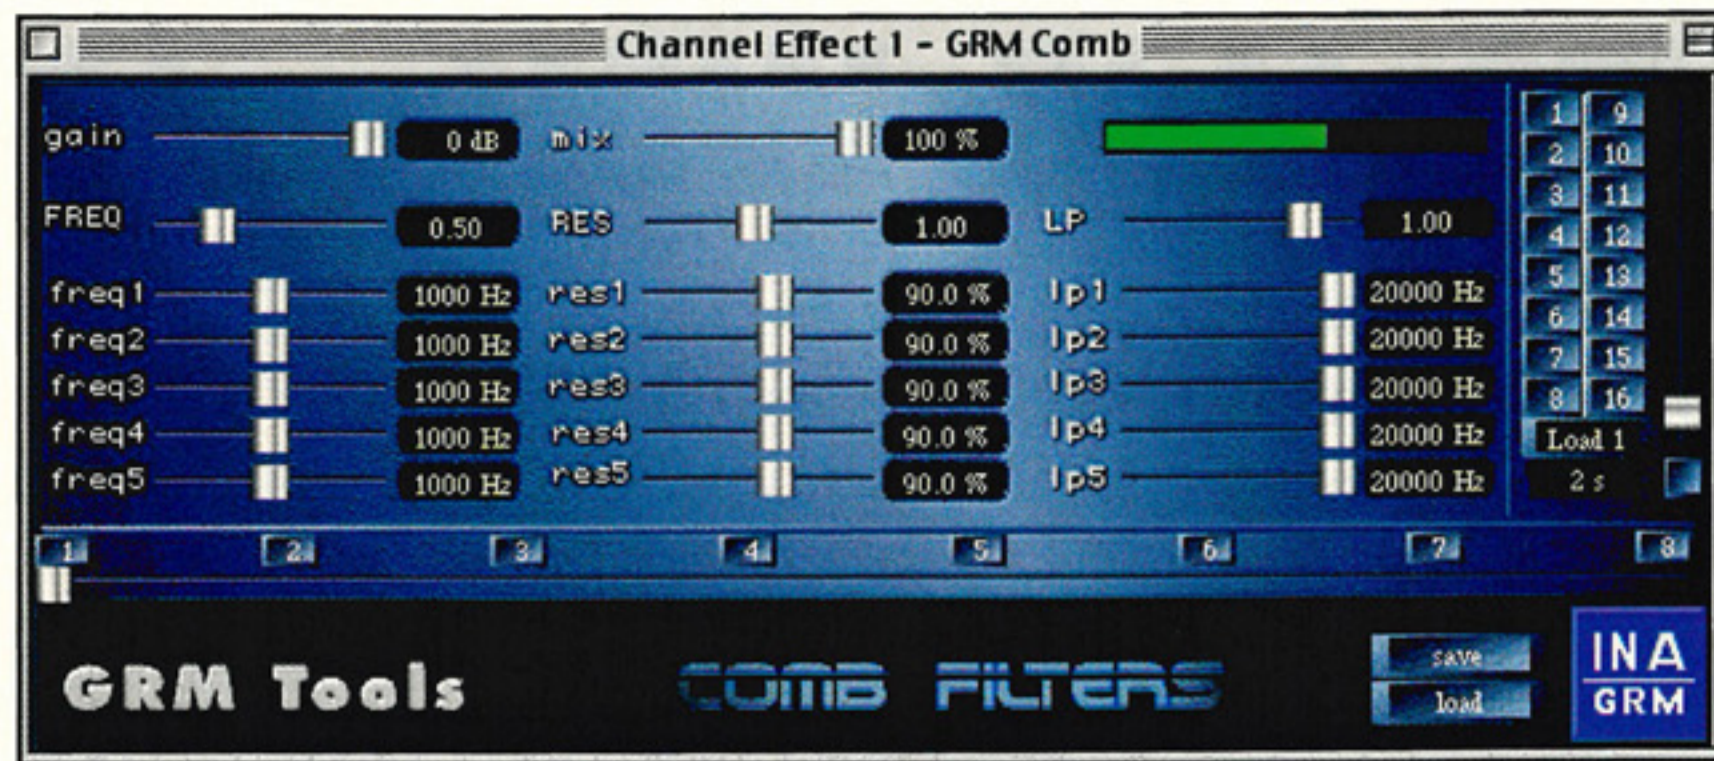 Channel Effect 1 - GRM Comb
gain 0 dB mix 100 %
FREQ 0.50 RES 1.00 LP 1.00
freq1 1000 Hz res1 90.0 % lp1 20000 Hz
freq2 1000 Hz res2 90.0 % lp2 20000 Hz
freq3 1000 Hz res3 90.0 % lp3 20000 Hz
freq4 1000 Hz res4 90.0 % lp4 20000 Hz
freq5 1000 Hz res5 90.0 % lp5 20000 Hz
1 9
2 10
3 11
4 12
5 13
6 14
7 15
8 16
Load 1
2 s
1 2 3 4 5 6 7 8
GRM Tools
COMB FILTERS
save
load
INA
GRM